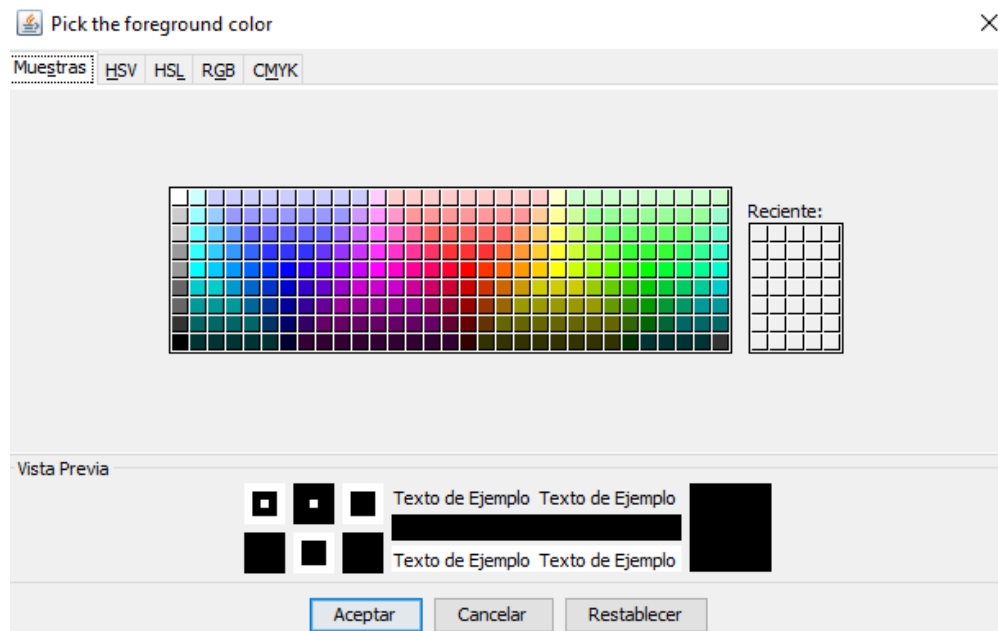 Pick the foreground color
Muestras HSV HSL RGB CMYK
Reciente:
Vista Previa
Texto de Ejemplo Texto de Ejemplo
Texto de Ejemplo Texto de Ejemplo
Aceptar Cancelar Restablecer